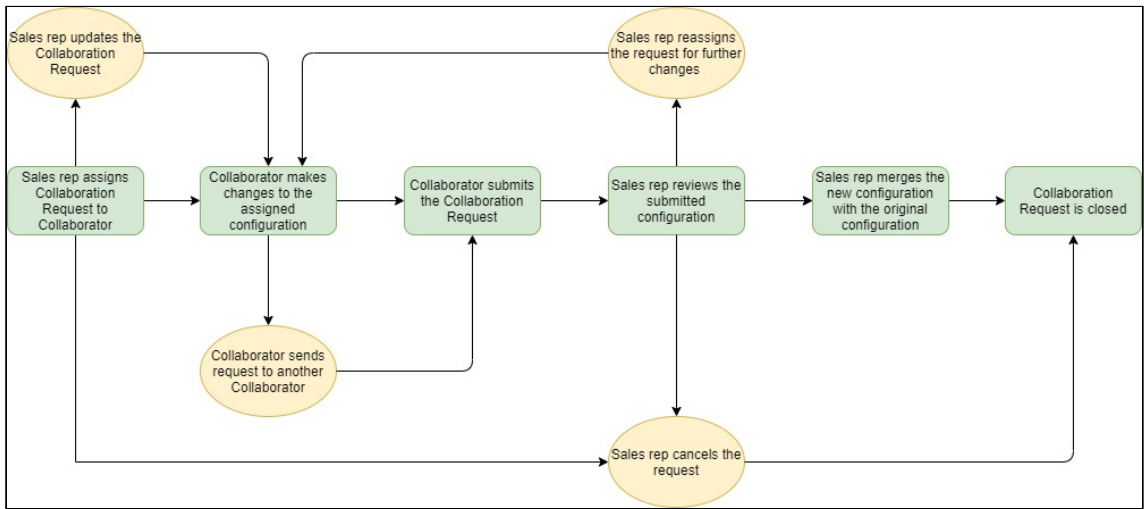 Sales rep updates the
Collaboration
Request
Sales rep reassigns
the request for further
changes
Sales rep assigns
Collaboration
Request to
Collaborator
Collaborator makes
changes to the
assigned
configuration
Collaborator submits
the Collaboration
Request
Sales rep reviews the
submitted
configuration
Sales rep merges the
new configuration
with the original
configuration
Collaboration
Request is closed
Collaborator sends
request to another
Collaborator
Sales rep cancels the
request